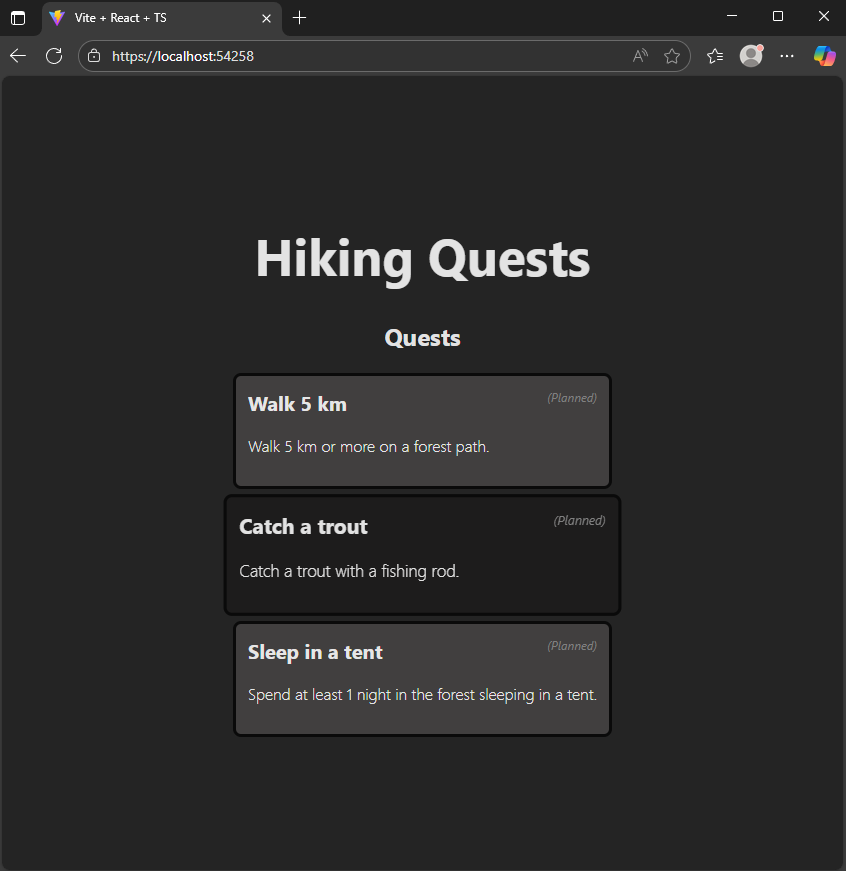 Vite + React + TS
https://localhost:54258
Hiking Quests
Quests
Walk 5 km
(Planned)
Walk 5 km or more on a forest path.
Catch a trout
(Planned)
Catch a trout with a fishing rod.
Sleep in a tent
(Planned)
Spend at least 1 night in the forest sleeping in a tent.